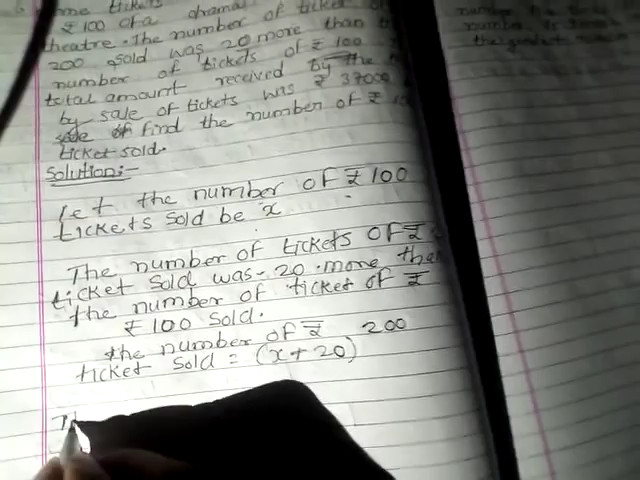 tickets
₹100 of a drama
theatre. The number of ticket of
200 sold was 20 more than
number of tickets of ₹100
total amount received by the
by sale of tickets was ₹37000
find the number of ₹
ticket sold.
Solution:-
Let the number of ₹100
tickets sold be x
The number of tickets of ₹
ticket sold was 20 more than
the number of ticket of ₹
₹100 sold.
the number of ₹ 200
ticket sold = (x+20)